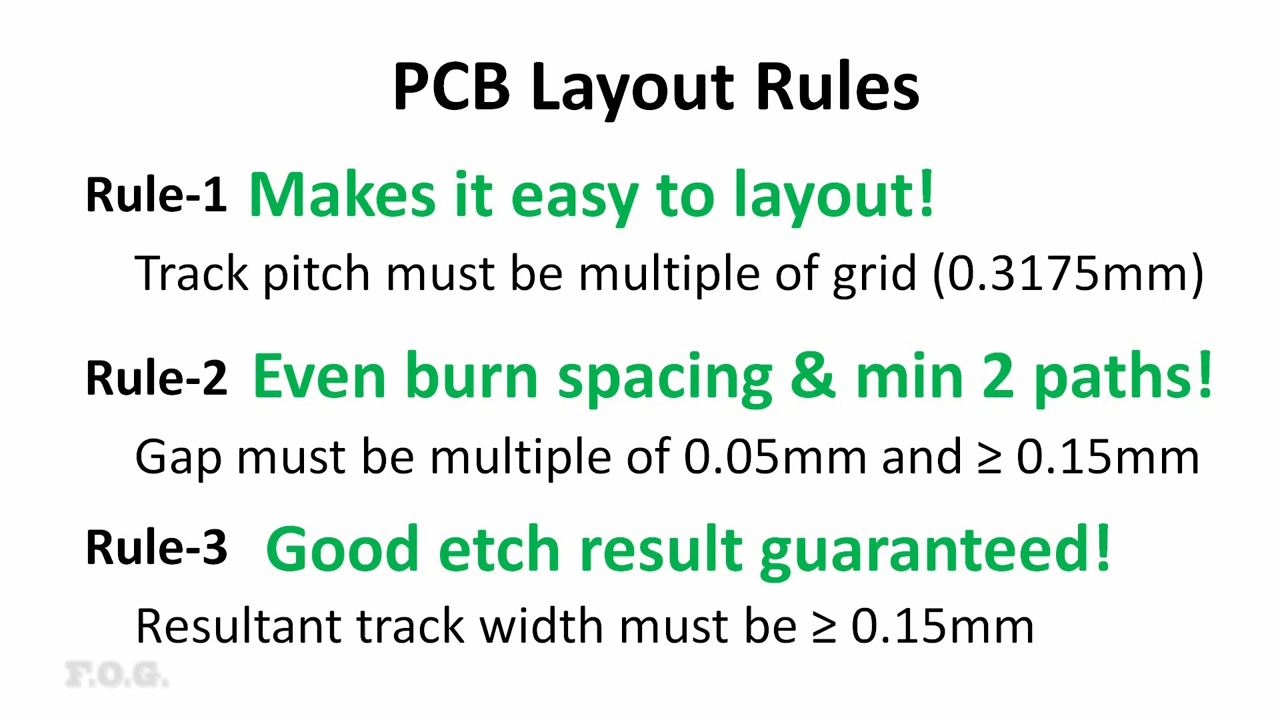 PCB Layout Rules
Rule-1 Makes it easy to layout!
Track pitch must be multiple of grid (0.3175mm)
Rule-2 Even burn spacing & min 2 paths!
Gap must be multiple of 0.05mm and ≥ 0.15mm
Rule-3 Good etch result guaranteed!
Resultant track width must be ≥ 0.15mm
F.O.G.